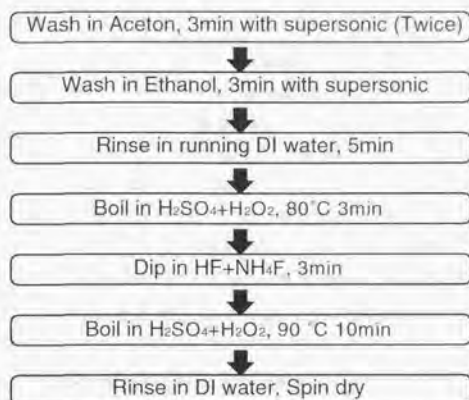 Wash in Aceton, 3min with supersonic (Twice)
Wash in Ethanol, 3min with supersonic
Rinse in running DI water, 5min
Boil in H₂SO₄+H₂O₂, 80˚C 3min
Dip in HF+NH₄F, 3min
Boil in H₂SO₄+H₂O₂, 90 ˚C 10min
Rinse in DI water, Spin dry